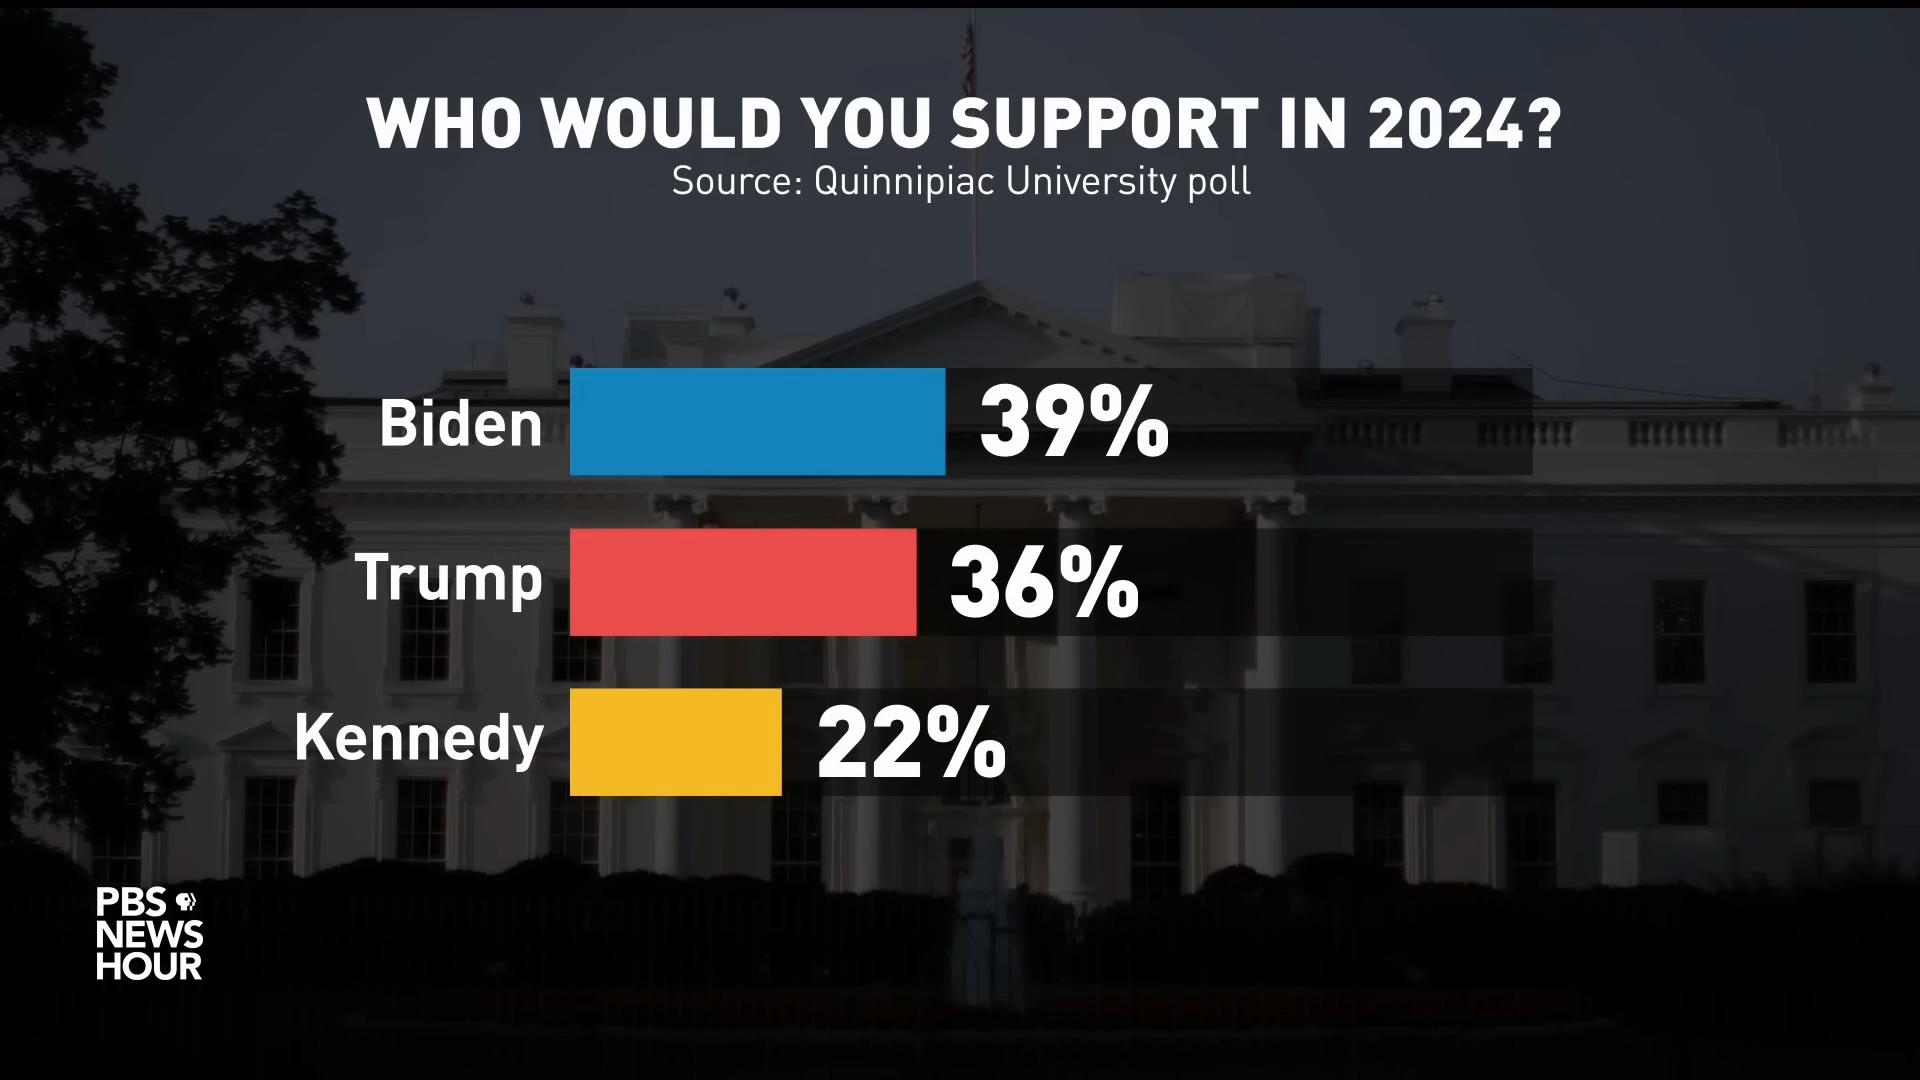 WHO WOULD YOU SUPPORT IN 2024?
Source: Quinnipiac University poll
Biden 39%
Trump 36%
Kennedy 22%
PBS
NEWS
HOUR